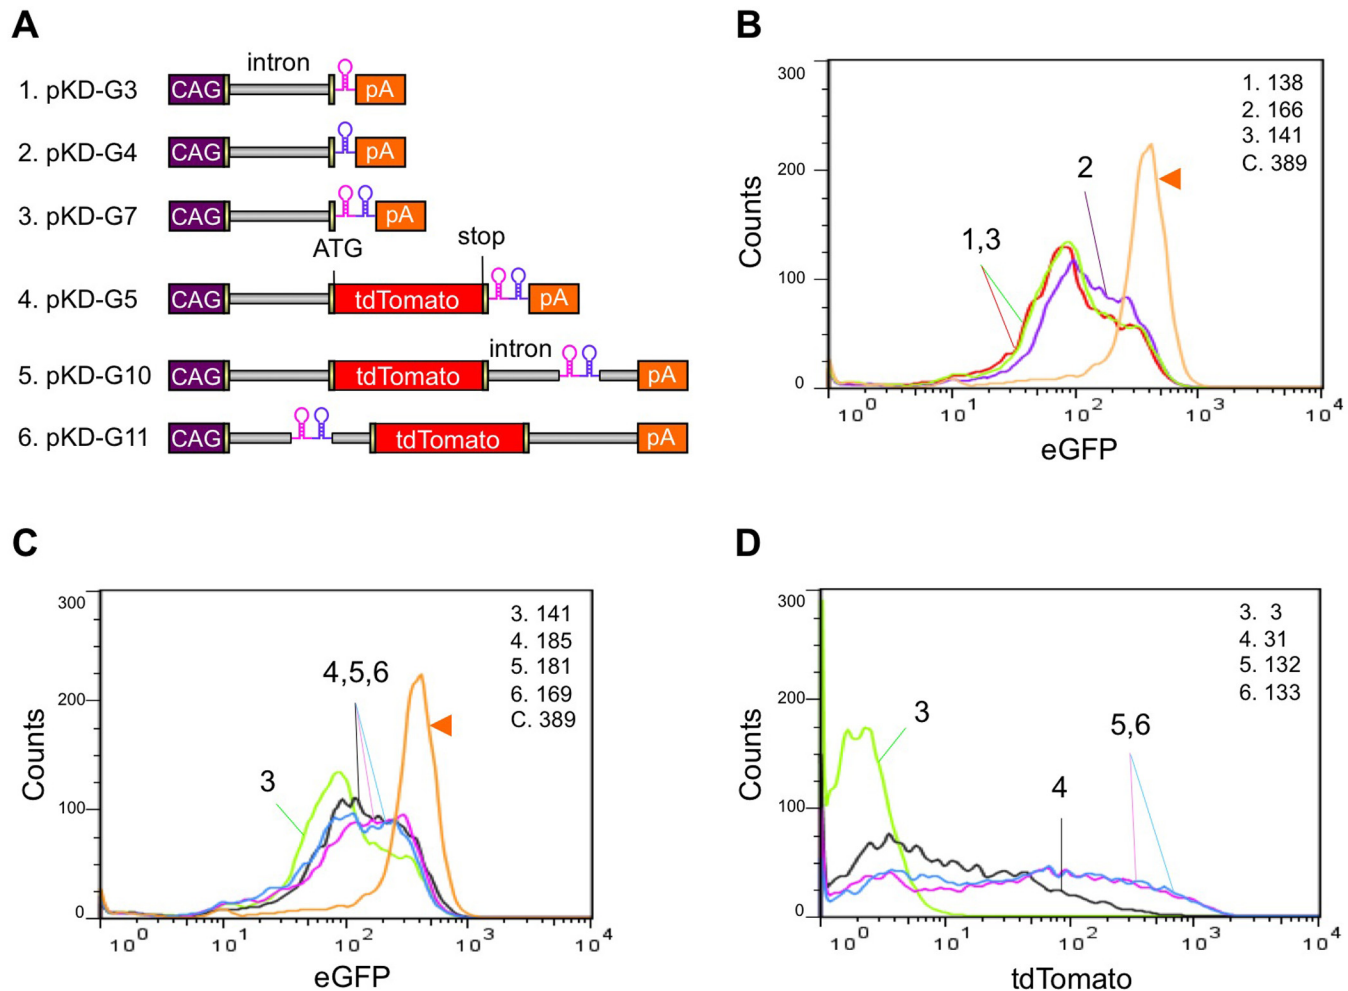 A
intron
1. pKD-G3 CAG pA
2. pKD-G4 CAG pA
3. pKD-G7 CAG pA
ATG stop
4. pKD-G5 CAG tdTomato pA
intron
5. pKD-G10 CAG tdTomato pA
6. pKD-G11 CAG tdTomato pA
B
300
200
100
0
Counts
1. 138
2. 166
3. 141
C. 389
2
1,3
10^0 10^1 10^2 10^3 10^4
eGFP
C
300
200
100
0
Counts
3. 141
4. 185
5. 181
6. 169
C. 389
4,5,6
3
10^0 10^1 10^2 10^3 10^4
eGFP
D
300
200
100
0
Counts
3. 3
4. 31
5. 132
6. 133
3
5,6
4
10^0 10^1 10^2 10^3 10^4
tdTomato